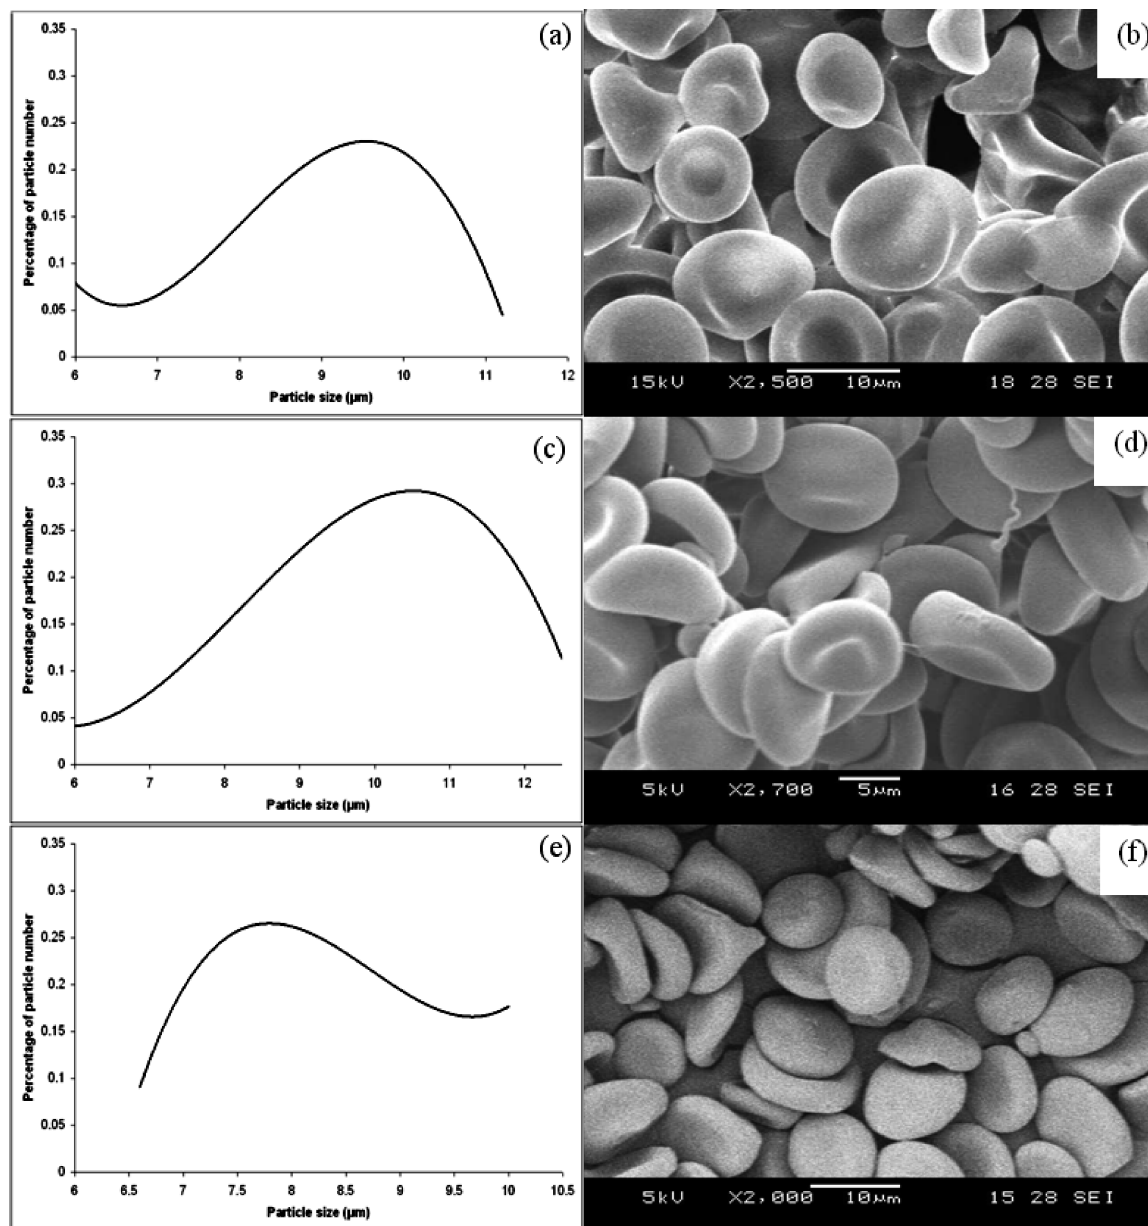 (a)
0.35
0.3
0.25
0.2
0.15
0.1
0.05
0
Percentage of particle number
6 7 8 9 10 11 12
Particle size (µm)
(b)
15kV X2,500 10µm 18 28 SEI
(c)
0.35
0.3
0.25
0.2
0.15
0.1
0.05
0
Percentage of particle number
6 7 8 9 10 11 12
Particle size (µm)
(d)
5kV X2,700 5µm 16 28 SEI
(e)
0.35
0.3
0.25
0.2
0.15
0.1
0.05
0
Percentage of particle number
6 6.5 7 7.5 8 8.5 9 9.5 10 10.5
Particle size (µm)
(f)
5kV X2,000 10µm 15 28 SEI